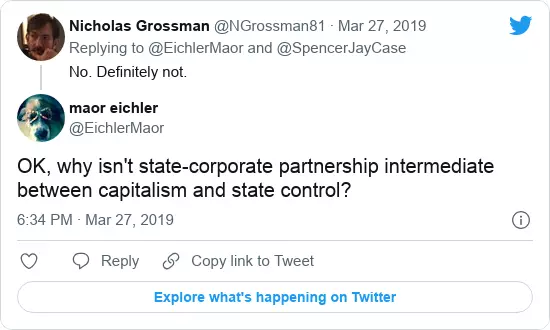 Nicholas Grossman @NGrossman81 · Mar 27, 2019
Replying to @EichlerMaor and @SpencerJayCase
No. Definitely not.
maor eichler
@EichlerMaor
OK, why isn't state-corporate partnership intermediate
between capitalism and state control?
6:34 PM · Mar 27, 2019
Reply Copy link to Tweet
Explore what's happening on Twitter